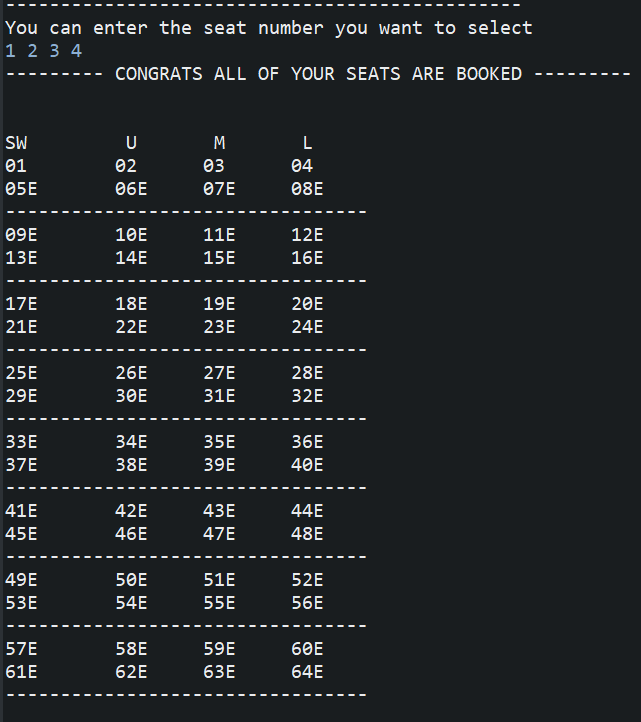 -----------------------------------------------
You can enter the seat number you want to select
1 2 3 4
--------- CONGRATS ALL OF YOUR SEATS ARE BOOKED ---------
SW         U       M       L
01        02      03      04
05E       06E     07E     08E
---------------------------------
09E       10E     11E     12E
13E       14E     15E     16E
---------------------------------
17E       18E     19E     20E
21E       22E     23E     24E
---------------------------------
25E       26E     27E     28E
29E       30E     31E     32E
---------------------------------
33E       34E     35E     36E
37E       38E     39E     40E
---------------------------------
41E       42E     43E     44E
45E       46E     47E     48E
---------------------------------
49E       50E     51E     52E
53E       54E     55E     56E
---------------------------------
57E       58E     59E     60E
61E       62E     63E     64E
---------------------------------